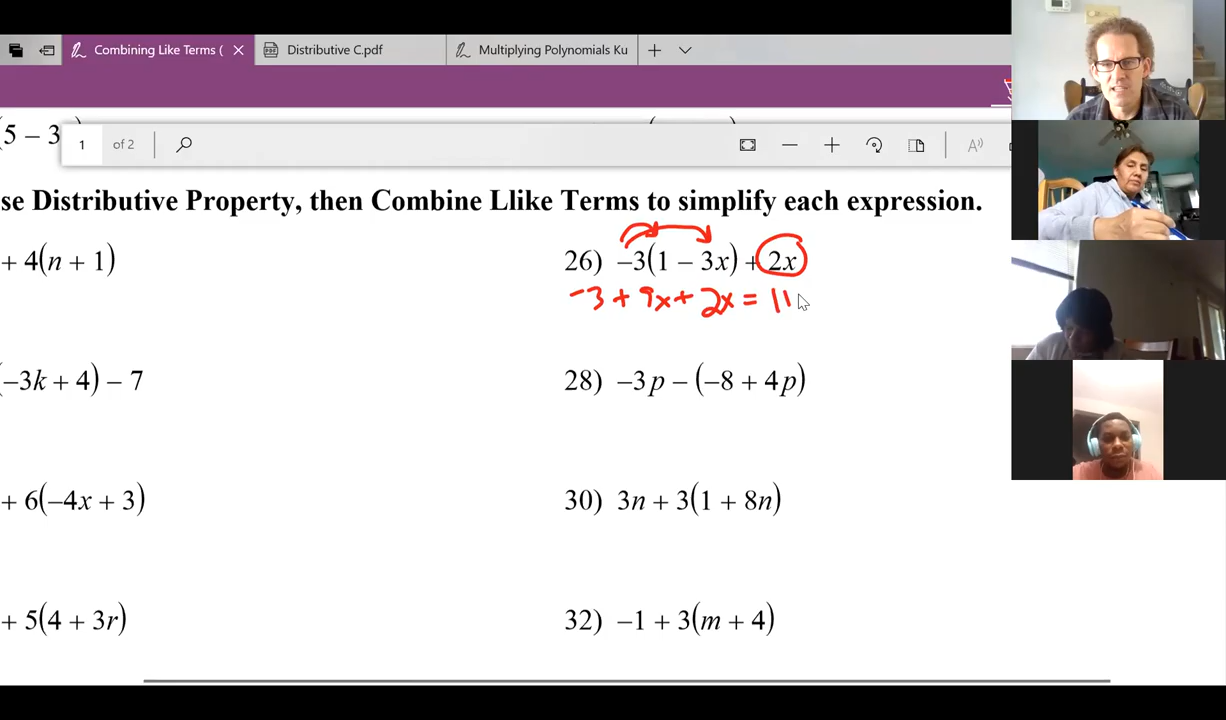 Combining Like Terms (
Distributive C.pdf
Multiplying Polynomials Ku
(5 − 3
1 of 2
se Distributive Property, then Combine Llike Terms to simplify each expression.
+ 4(n + 1)
26) −3(1 − 3x) + 2x
-3 + 9x + 2x = 11
(−3k + 4) − 7
28) −3p − (−8 + 4p)
+ 6(−4x + 3)
30) 3n + 3(1 + 8n)
+ 5(4 + 3r)
32) −1 + 3(m + 4)